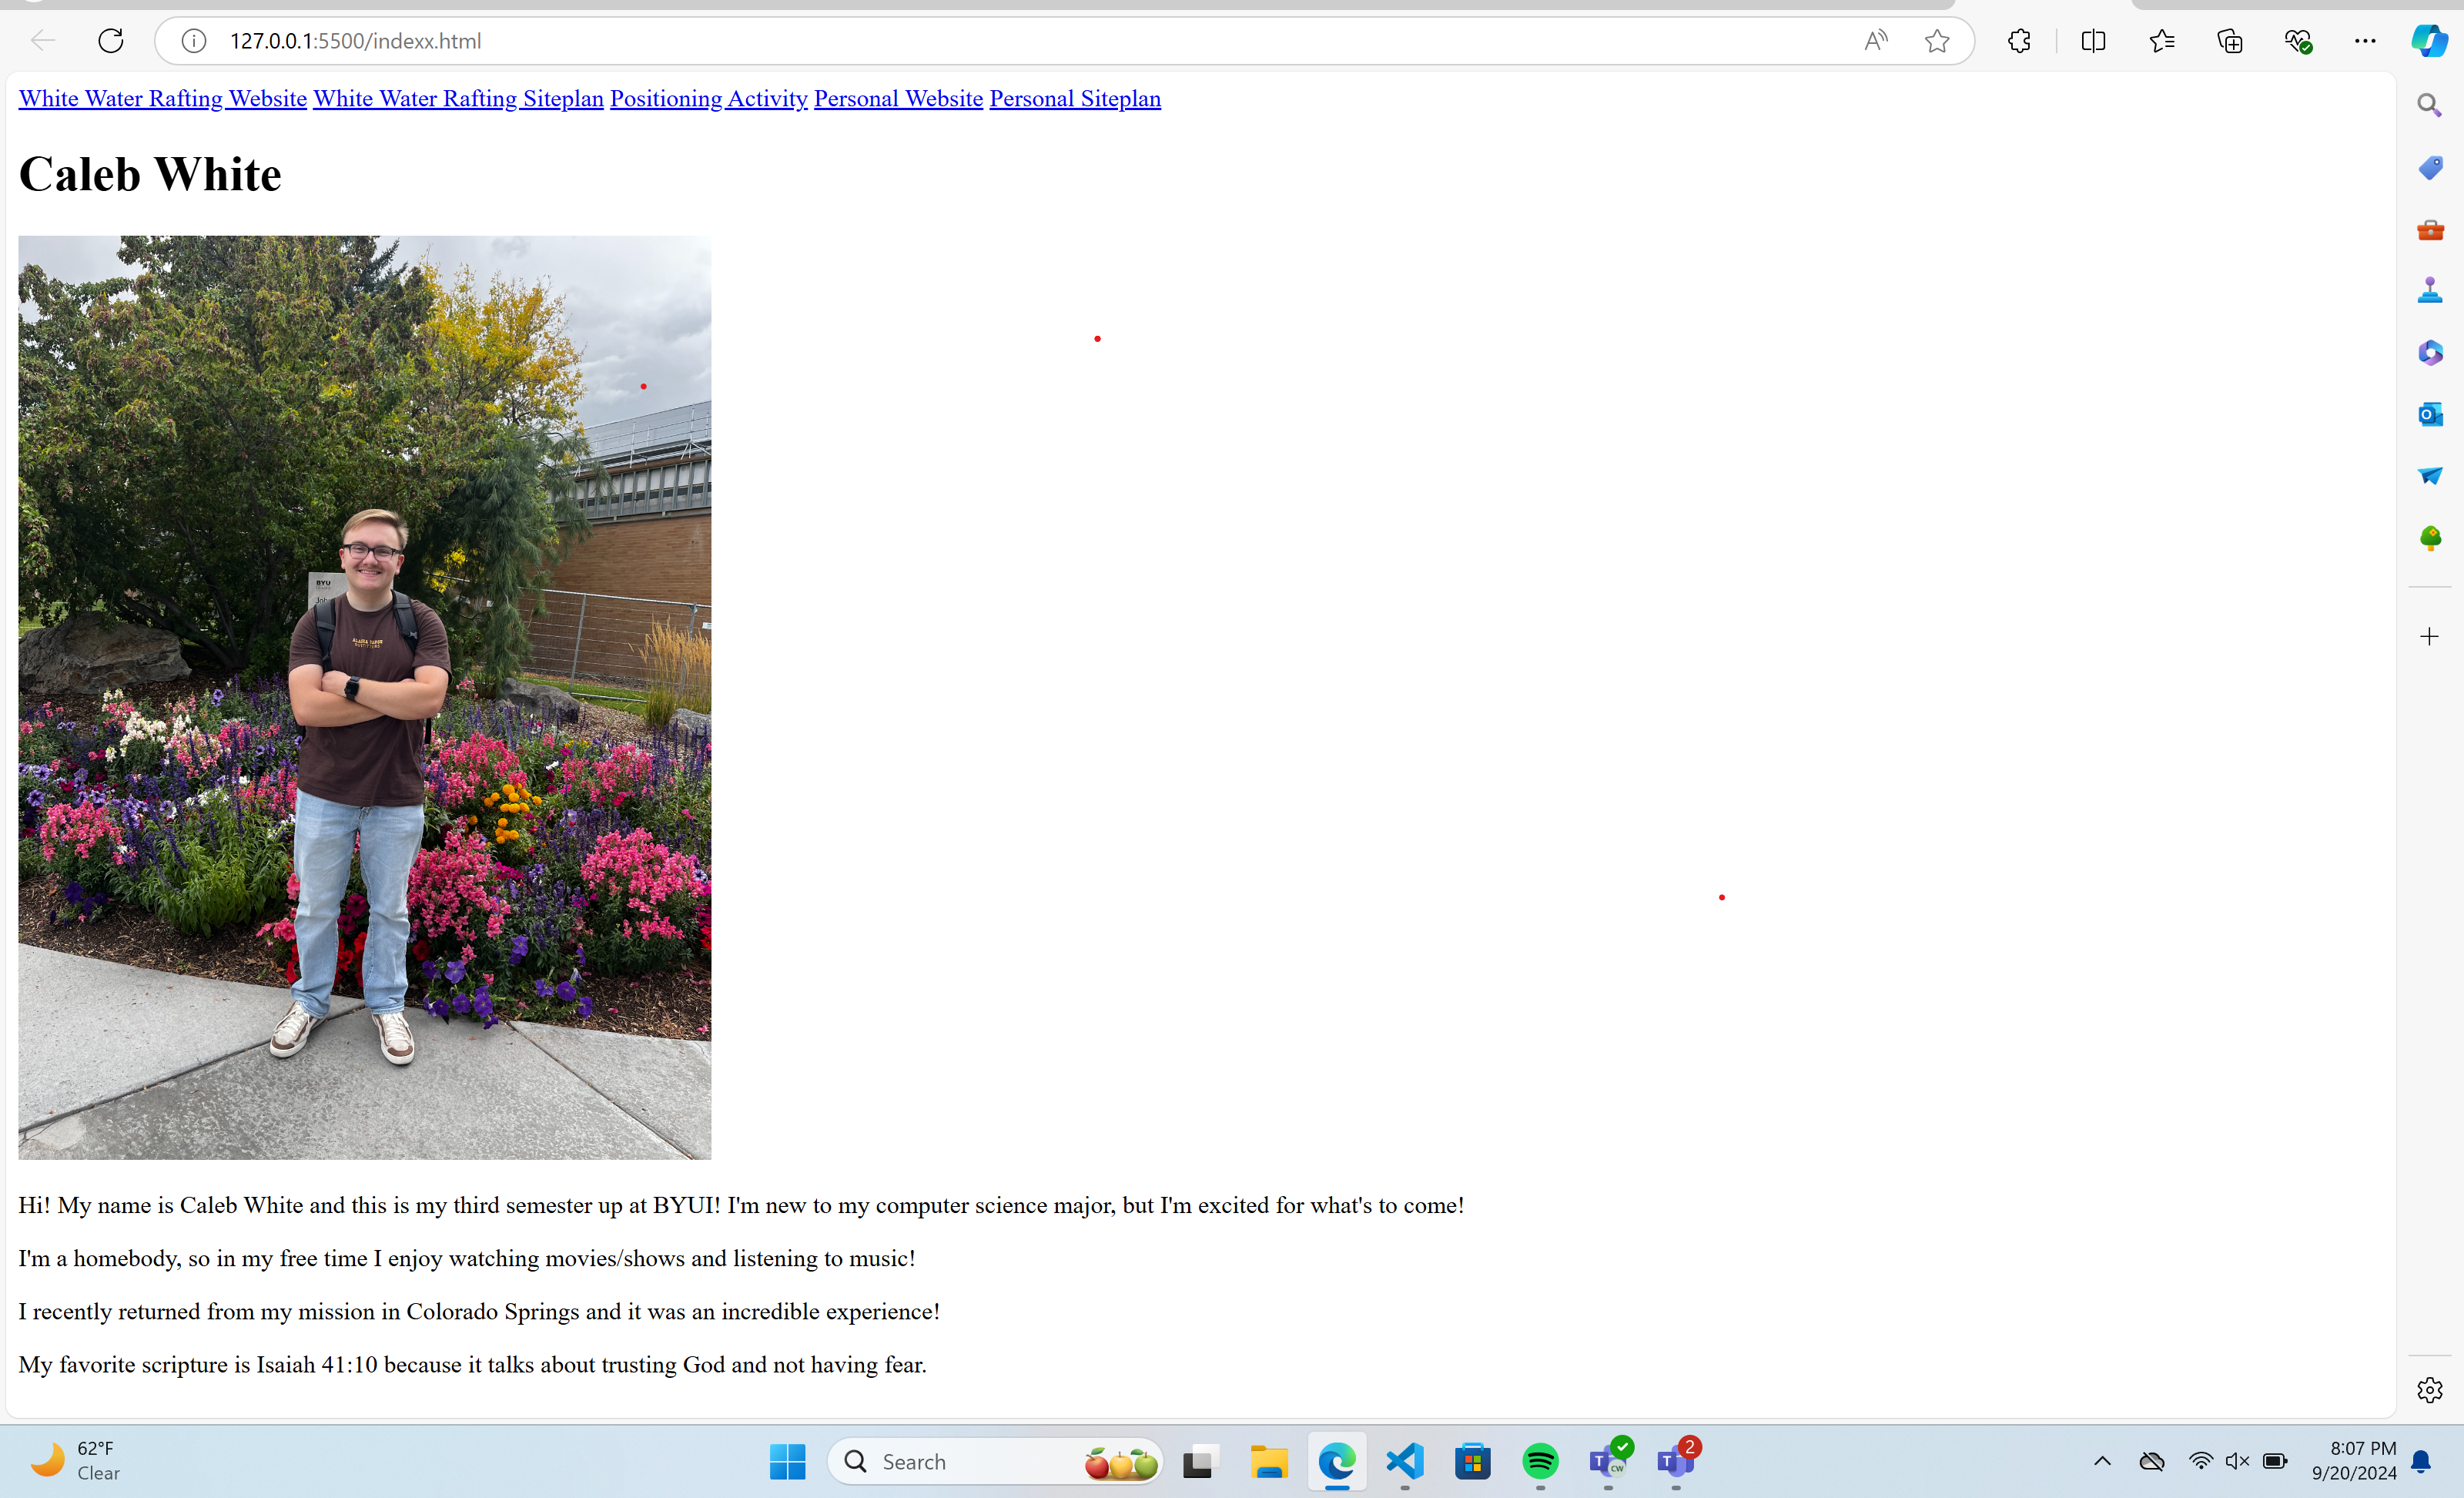 127.0.0.1:5500/indexx.html
White Water Rafting Website White Water Rafting Siteplan Positioning Activity Personal Website Personal Siteplan
Caleb White
BYU
Hi! My name is Caleb White and this is my third semester up at BYUI! I'm new to my computer science major, but I'm excited for what's to come!
I'm a homebody, so in my free time I enjoy watching movies/shows and listening to music!
I recently returned from my mission in Colorado Springs and it was an incredible experience!
My favorite scripture is Isaiah 41:10 because it talks about trusting God and not having fear.
62°F
Clear
Search
CW
2
8:07 PM
9/20/2024